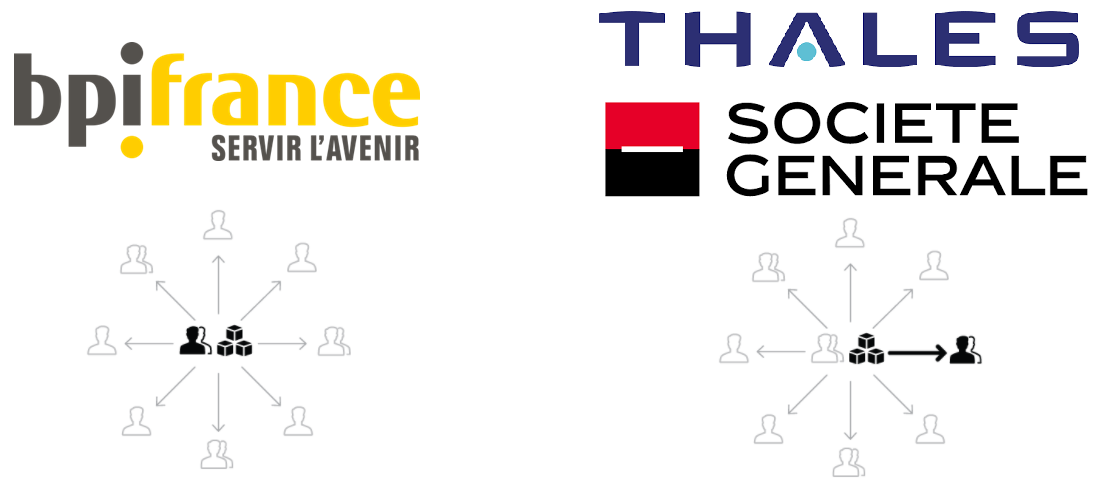 bpifrance
SERVIR L'AVENIR
THALES
SOCIETE
GENERALE